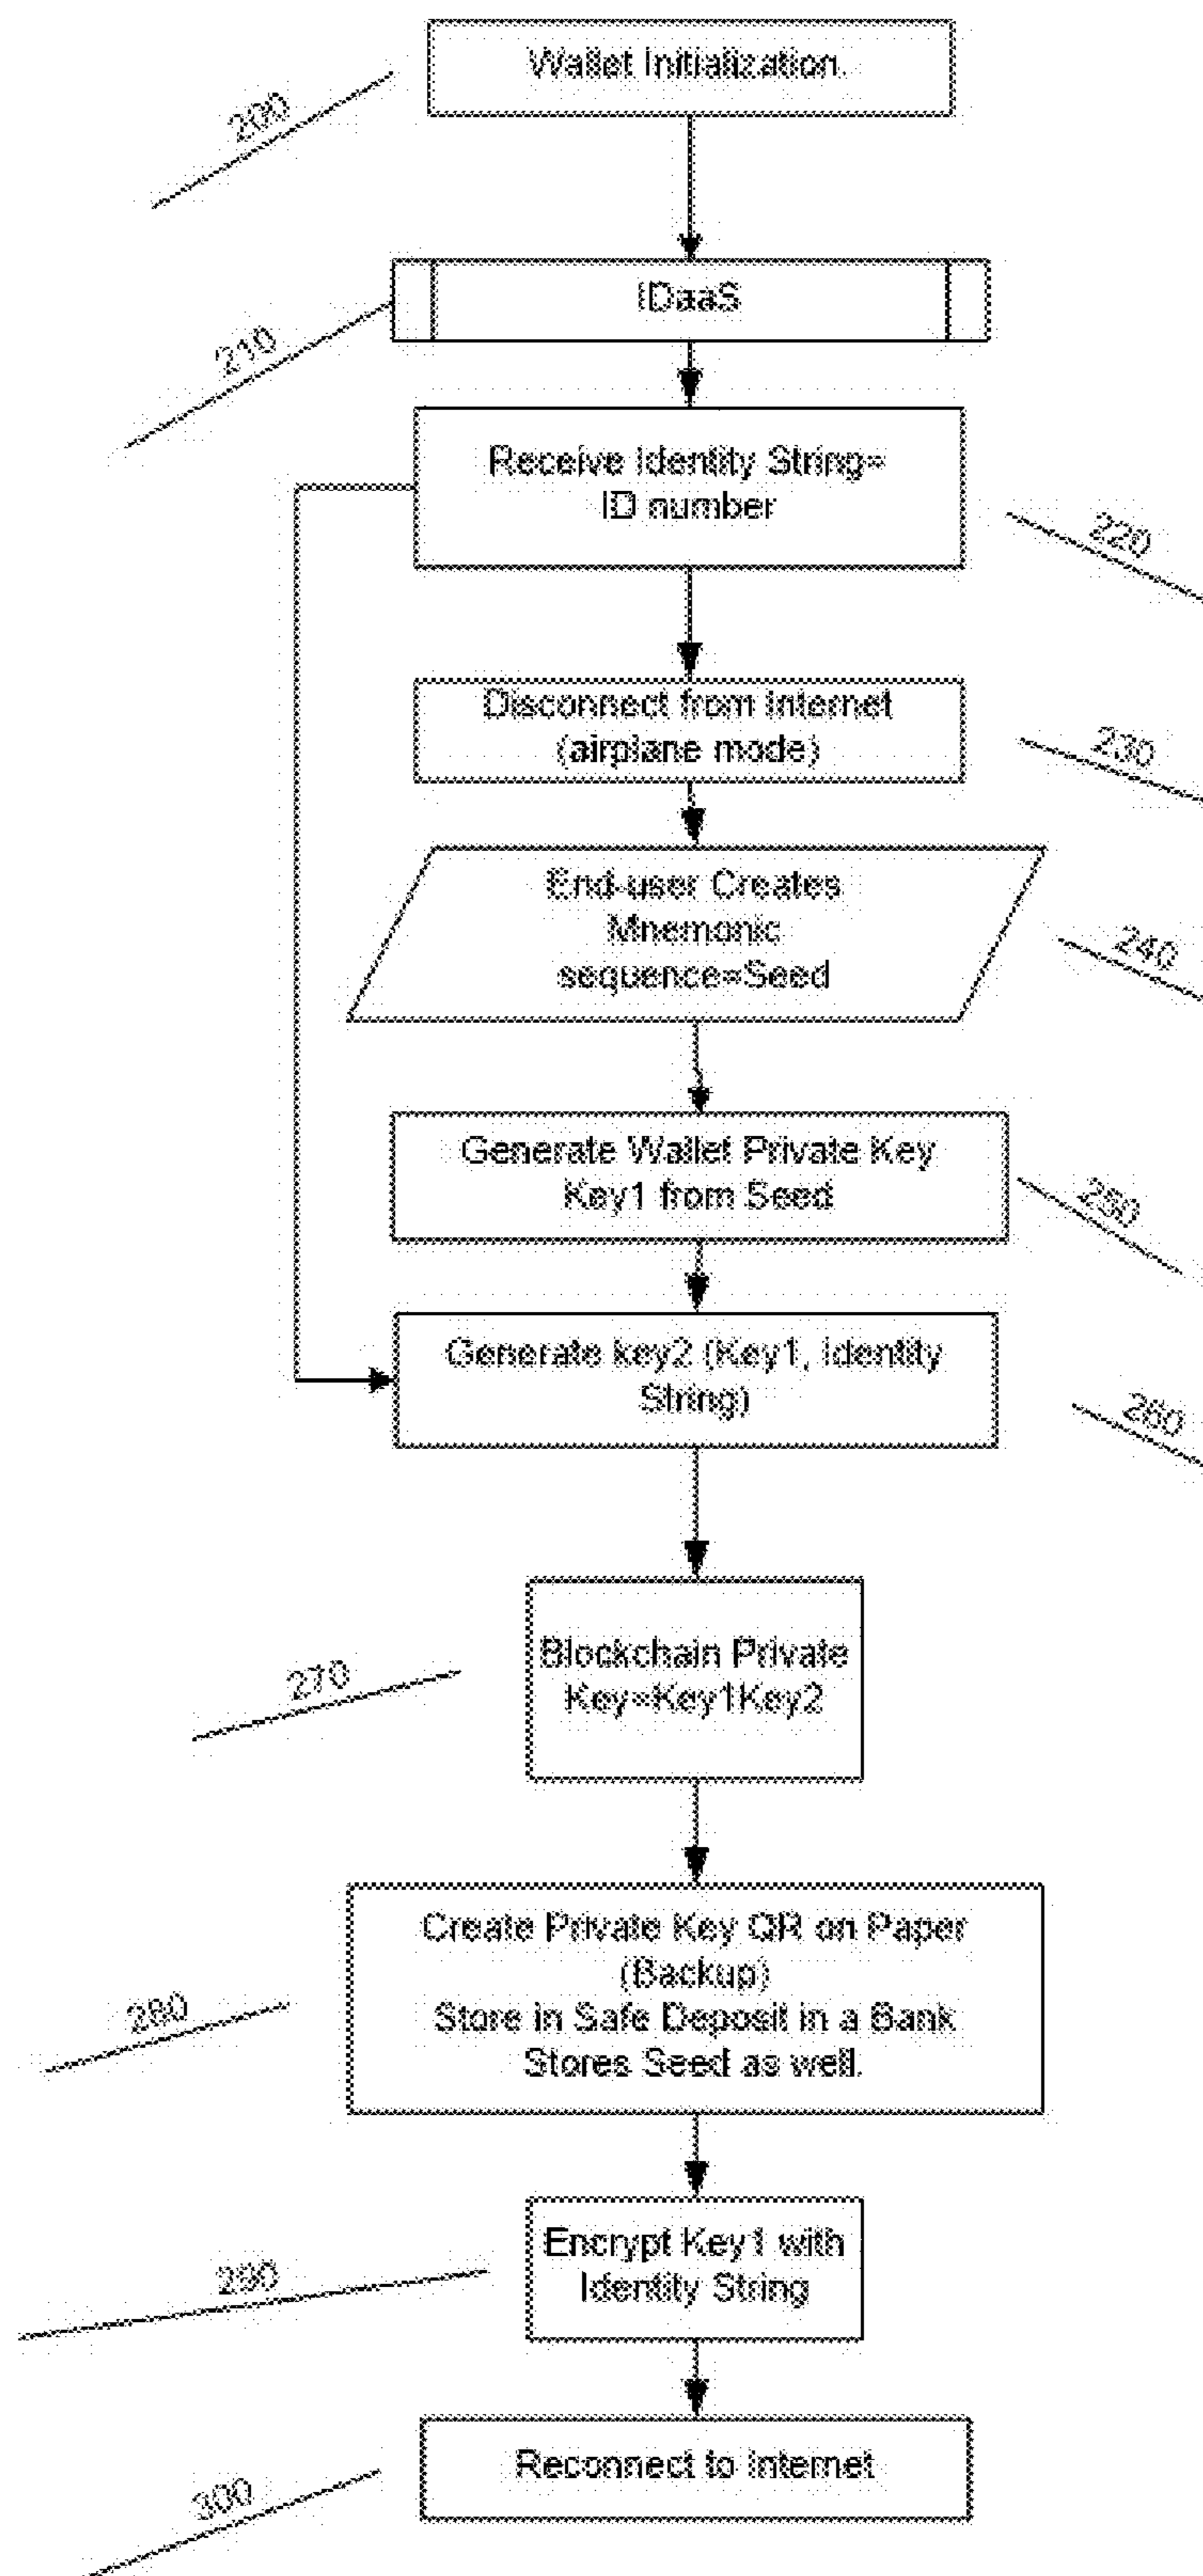 Wallet Initialization.
200
IDaaS
210
Receive Identity String=
ID number
220
Disconnect from Internet
(airplane mode)
230
End-user Creates
Mnemonic
sequence=Seed
240
Generate Wallet Private Key
Key1 from Seed
250
Generate key2 (Key1, Identity
String)
260
Blockchain Private
Key=Key1Key2
270
Create Private Key QR on Paper
(Backup)
Store in Safe Deposit in a Bank
Stores Seed as well.
280
Encrypt Key1 with
Identity String
290
Reconnect to Internet
300